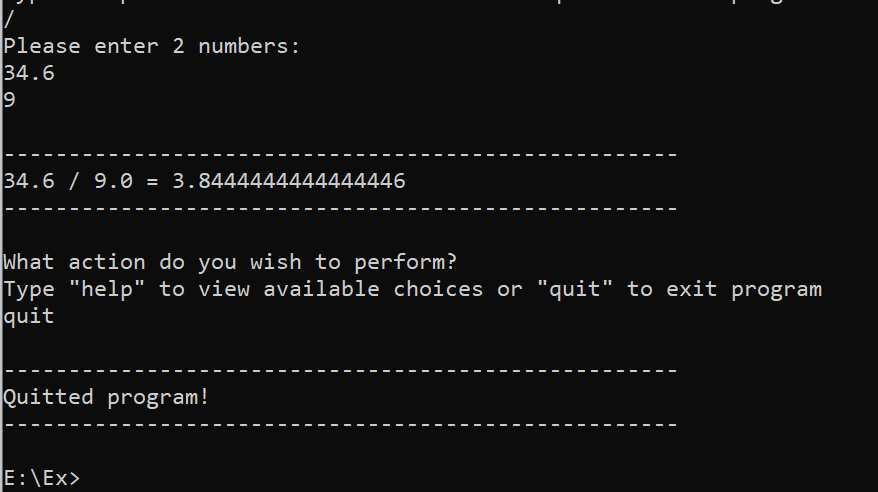 /
Please enter 2 numbers:
34.6
9
----------------------------------------------------
34.6 / 9.0 = 3.8444444444444446
----------------------------------------------------
What action do you wish to perform?
Type "help" to view available choices or "quit" to exit program
quit
----------------------------------------------------
Quitted program!
----------------------------------------------------
E:\Ex>